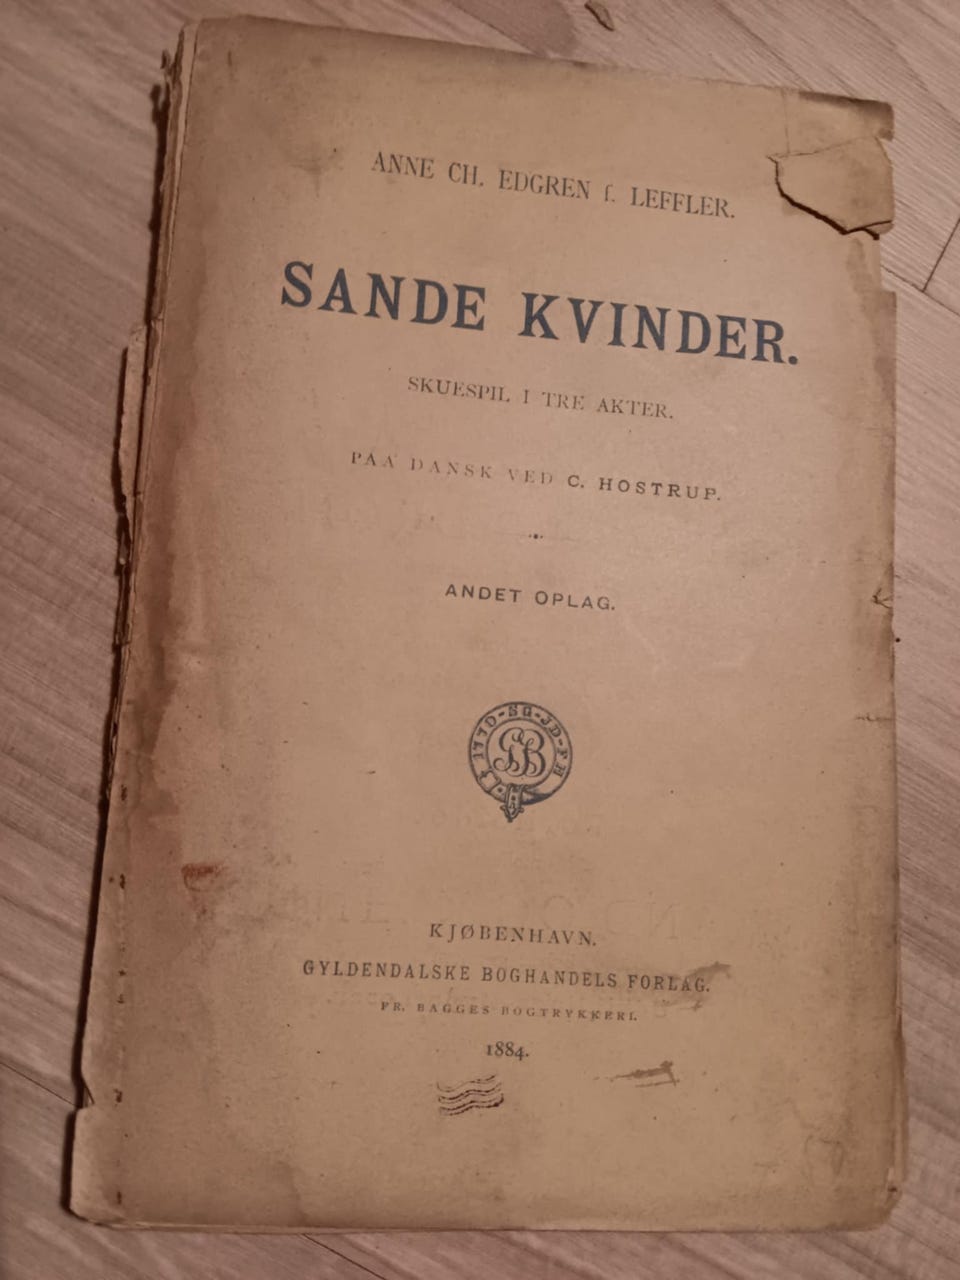 ANNE CH. EDGREN f. LEFFLER.
SANDE KVINDER.
SKUESPIL I TRE AKTER.
PAA DANSK VED C. HOSTRUP.
ANDET OPLAG.
GB
KJØBENHAVN.
GYLDENDALSKE BOGHANDELS FORLAG.
FR. BAGGES BOGTRYKKERI.
1884.